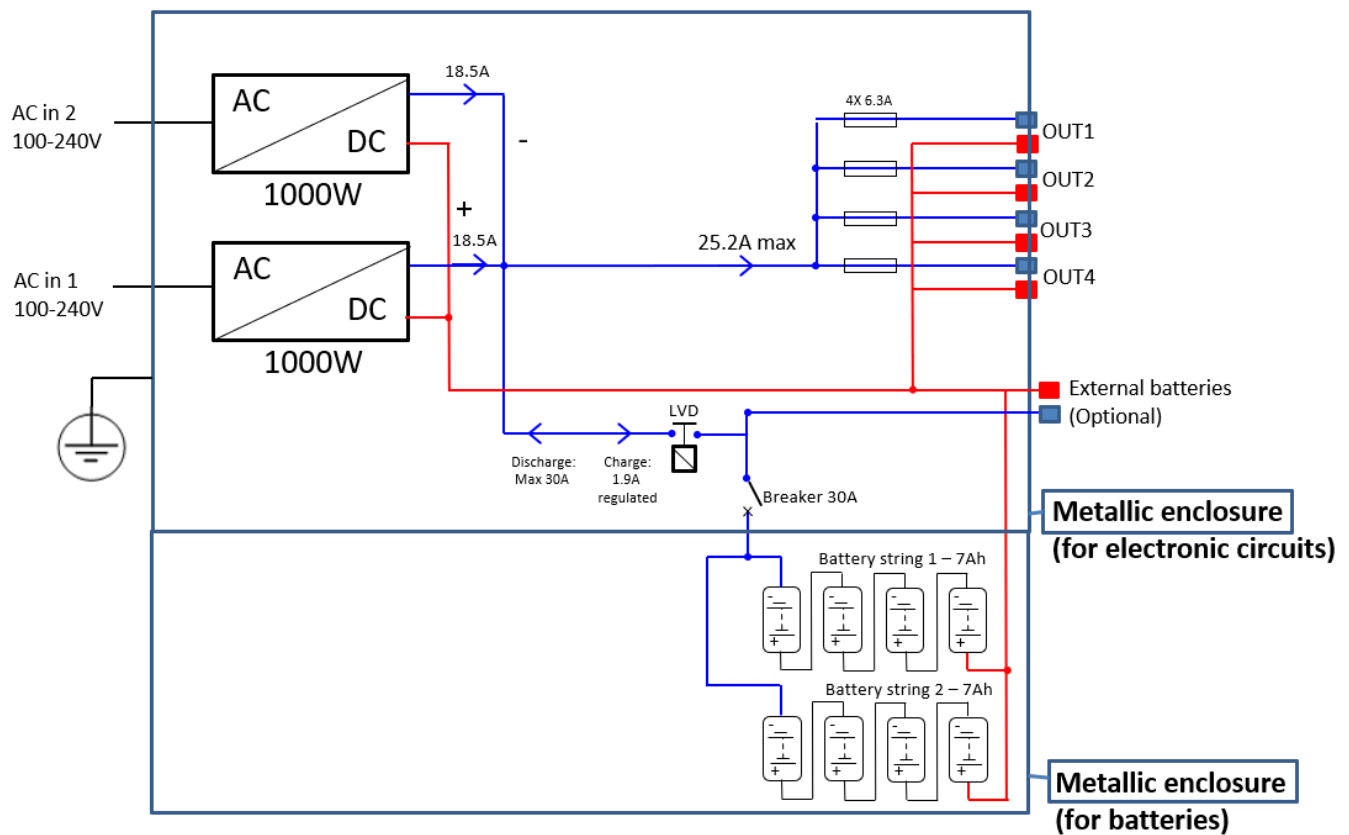 18.5A
4X 6.3A
AC in 2
100-240V
AC
DC
1000W
-
+
OUT1
OUT2
OUT3
OUT4
18.5A
25.2A max
AC in 1
100-240V
AC
DC
1000W
External batteries
(Optional)
LVD
Discharge:
Max 30A
Charge:
1.9A
regulated
Breaker 30A
Metallic enclosure
(for electronic circuits)
Battery string 1 – 7Ah
- - - -
+ + + +
Battery string 2 – 7Ah
- - - -
+ + + +
Metallic enclosure
(for batteries)